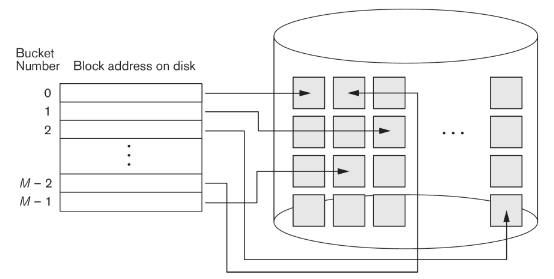 Bucket
Number Block address on disk
0
1
2
⋮
M – 2
M – 1
...